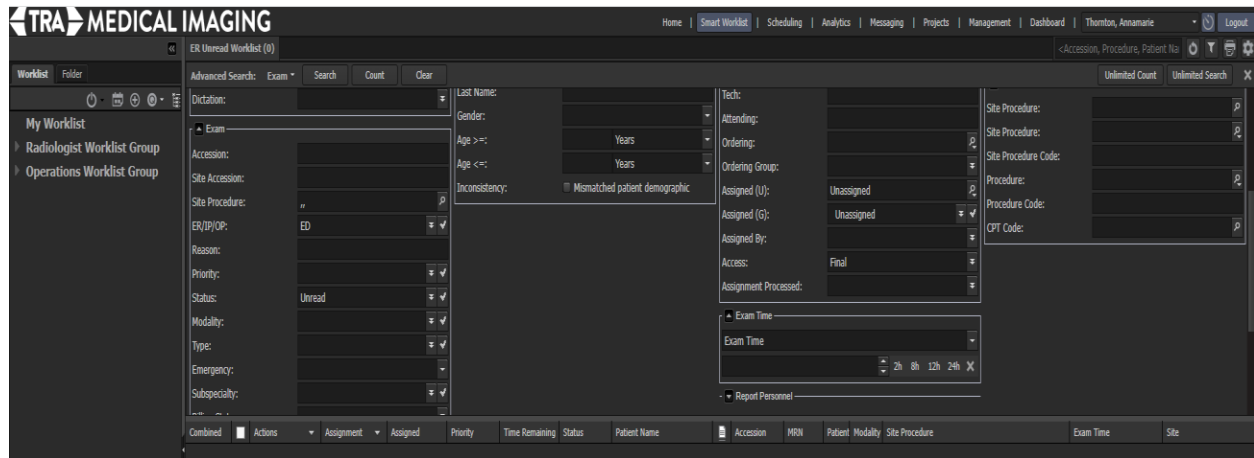 TRA MEDICAL IMAGING
Home | Smart Worklist | Scheduling | Analytics | Messaging | Projects | Management | Dashboard | Thornton, Annamarie Logout
ER Unread Worklist (0) <Accession, Procedure, Patient Na
Worklist Folder
My Worklist
Radiologist Worklist Group
Operations Worklist Group
Advanced Search: Exam Search Count Clear Unlimited Count Unlimited Search X
Dictation:
Exam
Accession:
Site Accession:
Site Procedure: ,,
ER/IP/OP: ED
Reason:
Priority:
Status: Unread
Modality:
Type:
Emergency:
Subspecialty:
Last Name:
Gender:
Age >=: Years
Age <=: Years
Inconsistency: Mismatched patient demographic
Tech:
Attending:
Ordering:
Ordering Group:
Assigned (U): Unassigned
Assigned (G): Unassigned
Assigned By:
Access: Final
Assignment Processed:
Exam Time
Exam Time
2h 8h 12h 24h X
Report Personnel
Site Procedure:
Site Procedure:
Site Procedure Code:
Procedure:
Procedure Code:
CPT Code:
Combined Actions Assignment Assigned Priority Time Remaining Status Patient Name Accession MRN Patient Modality Site Procedure Exam Time Site